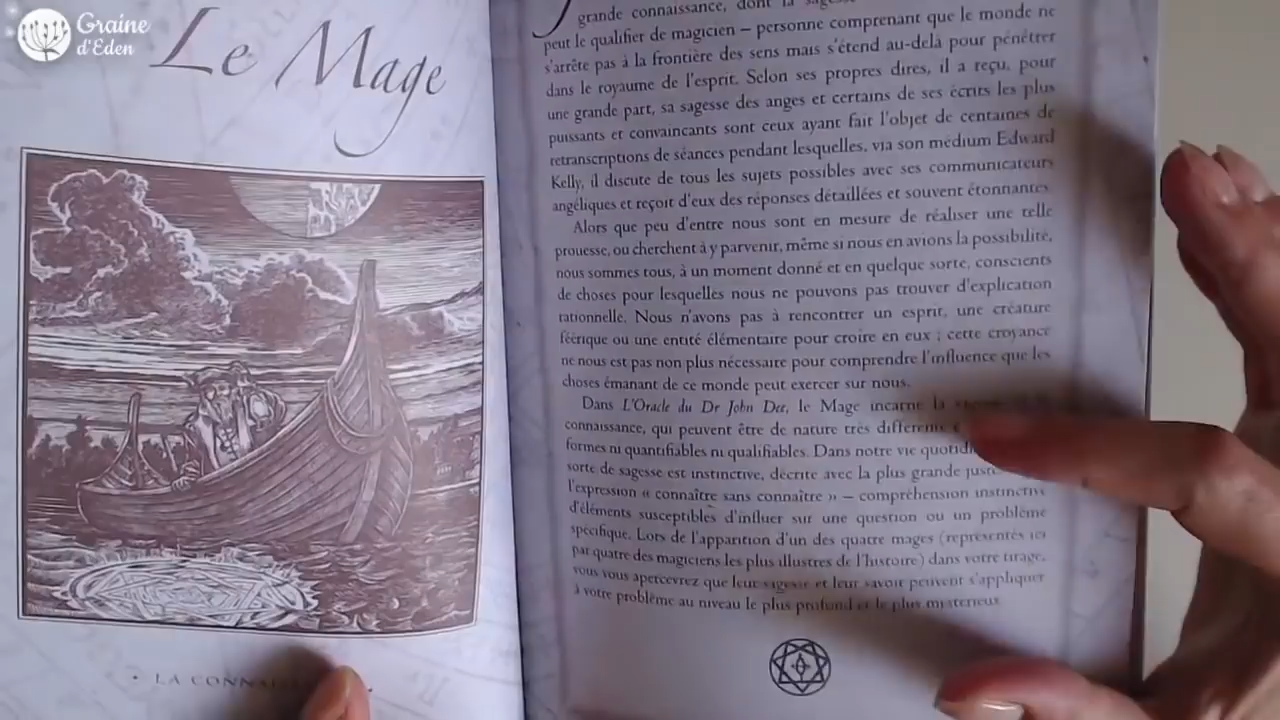 Graine
d'Eden
Le Mage
LA
grande connaissance, dont la sagesse
peut le qualifier de magicien – personne comprenant que le monde ne
s'arrête pas à la frontière des sens mais s'étend au-delà pour pénétrer
dans le royaume de l'esprit. Selon ses propres dires, il a reçu, pour
une grande part, sa sagesse des anges et certains de ses écrits les plus
puissants et convaincants sont ceux ayant fait l'objet de centaines de
retranscriptions de séances pendant lesquelles, via son médium Edward
Kelly, il discute de tous les sujets possibles avec ses communicateurs
angéliques et reçoit d'eux des réponses détaillées et souvent étonnantes.
Alors que peu d'entre nous sont en mesure de réaliser une telle
prouesse, ou cherchent à y parvenir, même si nous en avions la possibilité,
nous sommes tous, à un moment donné et en quelque sorte, conscients
de choses pour lesquelles nous ne pouvons pas trouver d'explication
rationnelle. Nous n'avons pas à rencontrer un esprit, une créature
féérique ou une entité élémentaire pour croire en eux ; cette croyance
ne nous est pas non plus nécessaire pour comprendre l'influence que les
choses émanant de ce monde peut exercer sur nous.
Dans L'Oracle du Dr John Dee, le Mage incarne la
connaissance, qui peuvent être de nature très différente
formes ni quantifiables ni qualifiables. Dans notre vie
sorte de sagesse est instinctive, décrite avec la plus grande
l'expression « connaître sans connaître » – compréhension instinctive
d'éléments susceptibles d'influer sur une question ou un problème
spécifique. Lors de l'apparition d'un des quatre mages (représentés ici
par quatre des magiciens les plus illustres de l'histoire) dans votre tirage,
vous vous apercevrez que leur sagesse et leur savoir peuvent s'appliquer
à votre problème au niveau le plus profond et le plus mystérieux.